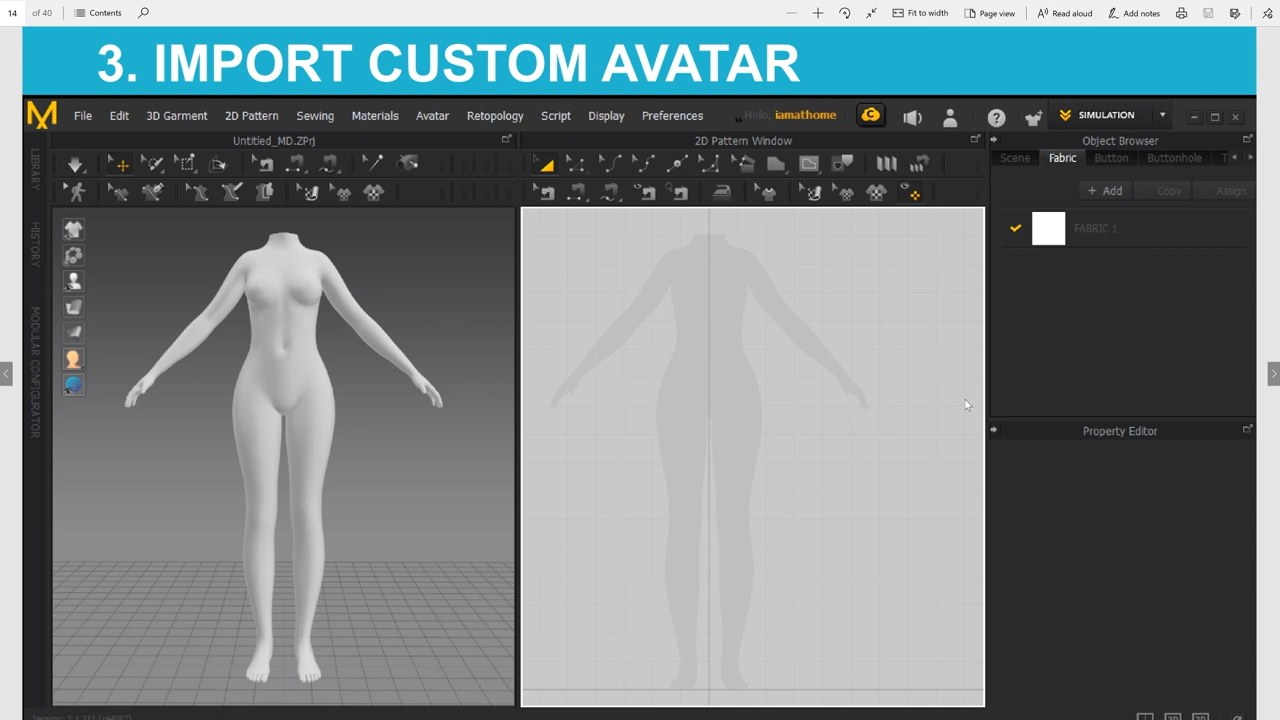 14 of 40 Contents Fit to width Page view Read aloud Add notes
3. IMPORT CUSTOM AVATAR
File Edit 3D Garment 2D Pattern Sewing Materials Avatar Retopology Script Display Preferences Hello, iamathome SIMULATION
Untitled_MD.ZPrj 2D Pattern Window Object Browser
Scene Fabric Button Buttonhole T
+ Add Copy Assign
FABRIC 1
LIBRARY
HISTORY
MODULAR CONFIGURATOR
Property Editor